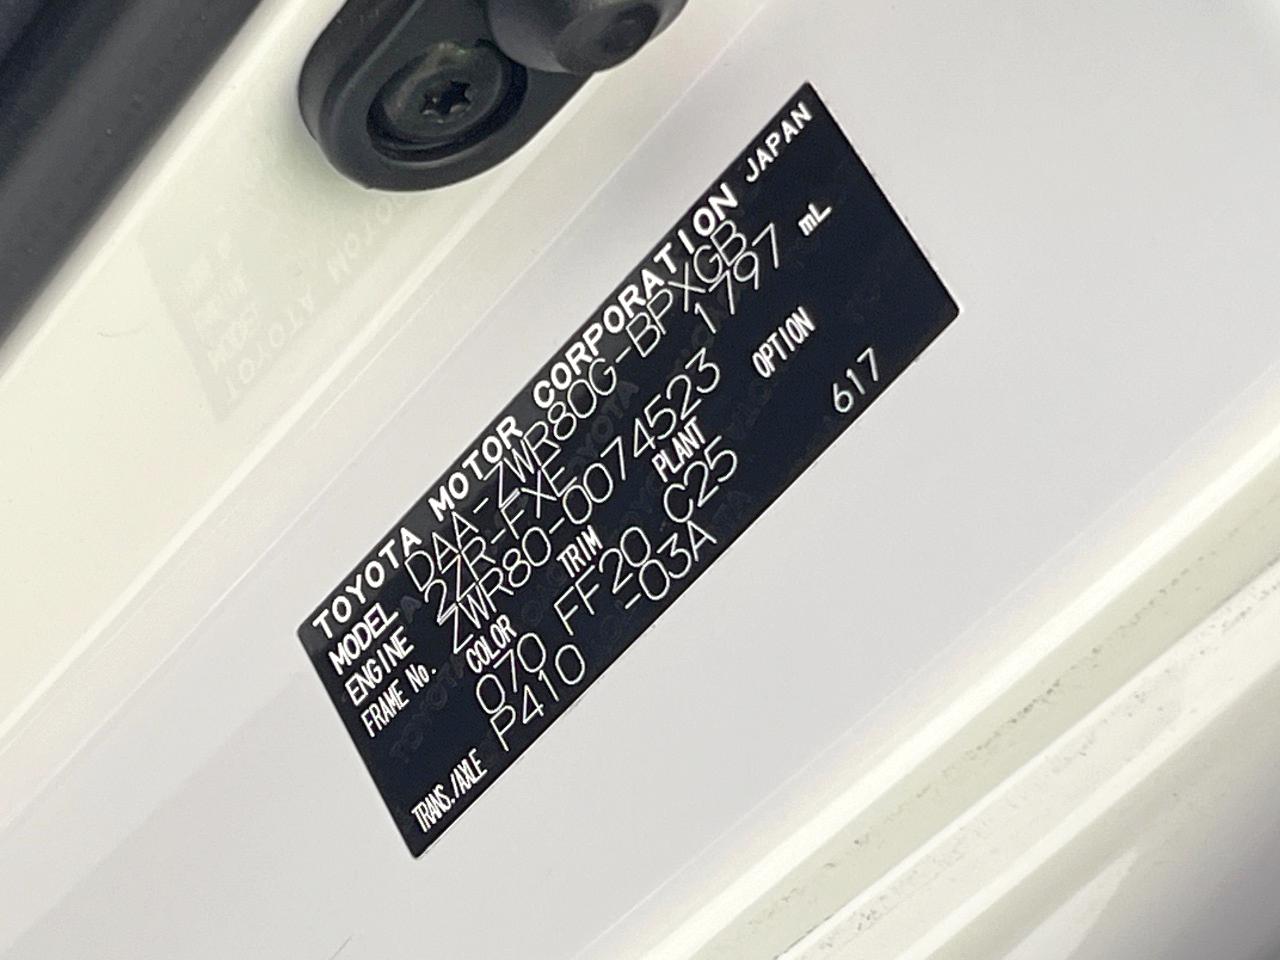 TOYOTA MOTOR CORPORATION JAPAN
MODEL DAA-ZWR80G-BPXGB
ENGINE 2ZR-FXE 1797 mL
FRAME No. ZWR80-0074523
COLOR TRIM PLANT OPTION
070 FF20 C25 617
TRANS./AXLE P410 -03A